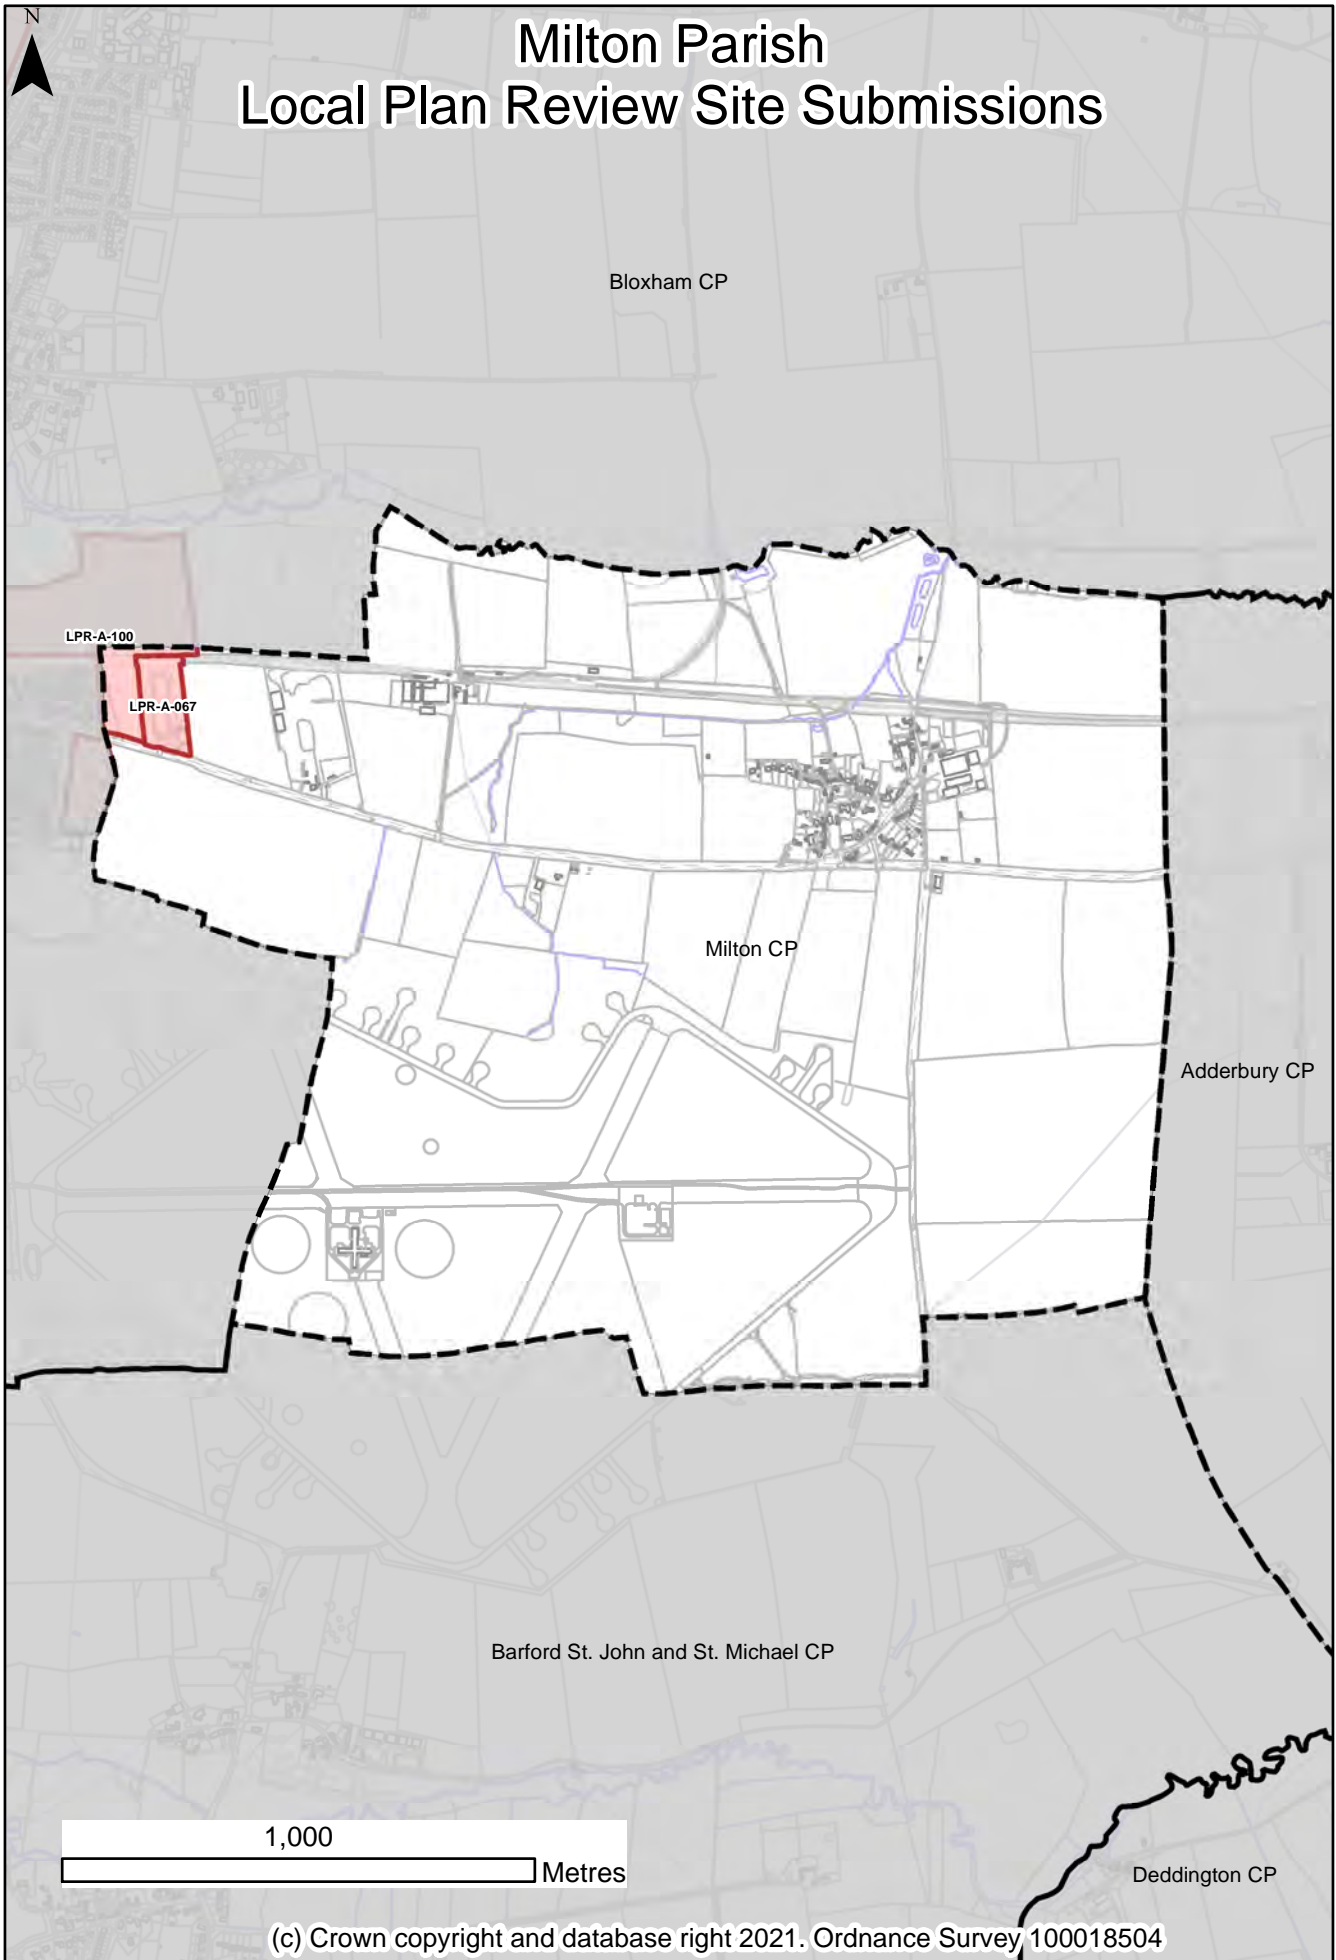 N
Milton Parish
Local Plan Review Site Submissions
Bloxham CP
LPR-A-100
LPR-A-067
Milton CP
Adderbury CP
Barford St. John and St. Michael CP
1,000
Metres
Deddington CP
(c) Crown copyright and database right 2021. Ordnance Survey 100018504